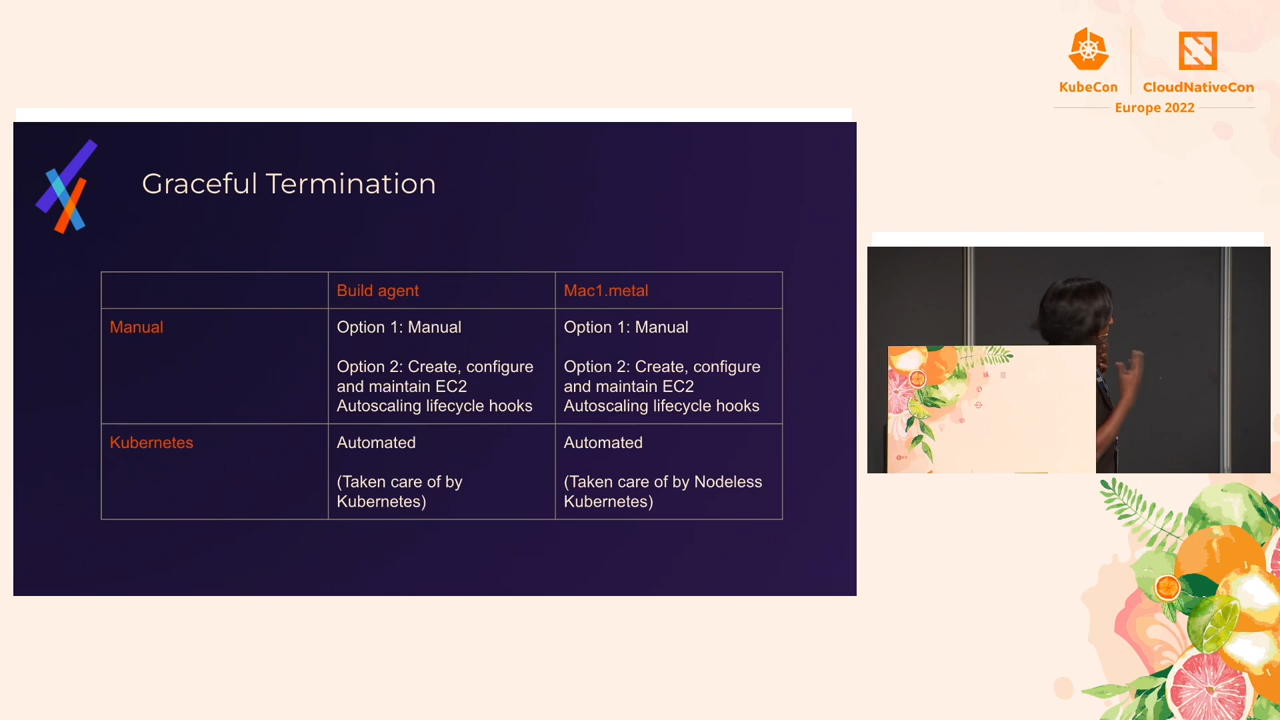 KubeCon
CloudNativeCon
Europe 2022
Graceful Termination
Build agent
Mac1.metal
Manual
Option 1: Manual
Option 2: Create, configure
and maintain EC2
Autoscaling lifecycle hooks
Option 1: Manual
Option 2: Create, configure
and maintain EC2
Autoscaling lifecycle hooks
Kubernetes
Automated
(Taken care of by
Kubernetes)
Automated
(Taken care of by Nodeless
Kubernetes)